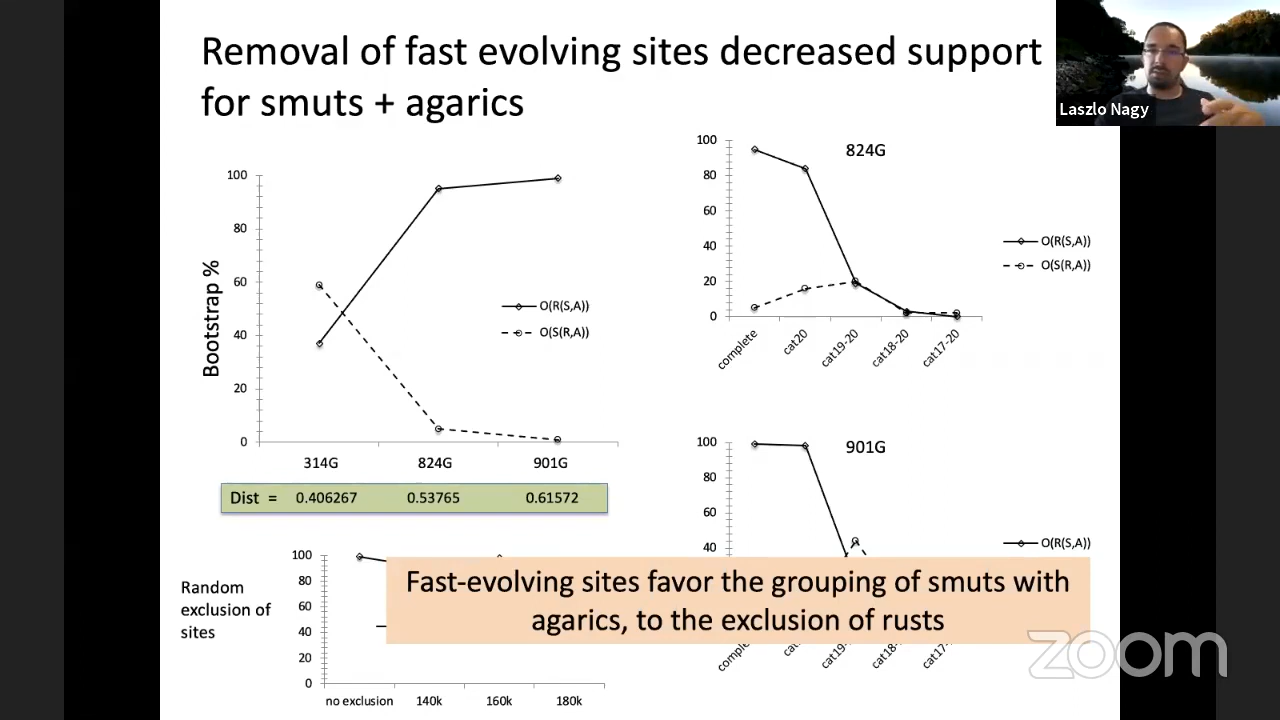 Removal of fast evolving sites decreased support
for smuts + agarics
Laszlo Nagy
Bootstrap %
100
80
60
40
20
0
314G 824G 901G
O(R(S,A))
O(S(R,A))
Dist = 0.406267 0.53765 0.61572
824G
100
80
60
40
20
0
complete cat20 cat19-20 cat18-20 cat17-20
O(R(S,A))
O(S(R,A))
901G
100
80
60
40
O(R(S,A))
Random
exclusion of
sites
100
80
60
40
20
0
no exclusion 140k 160k 180k
Fast-evolving sites favor the grouping of smuts with
agarics, to the exclusion of rusts
zoom